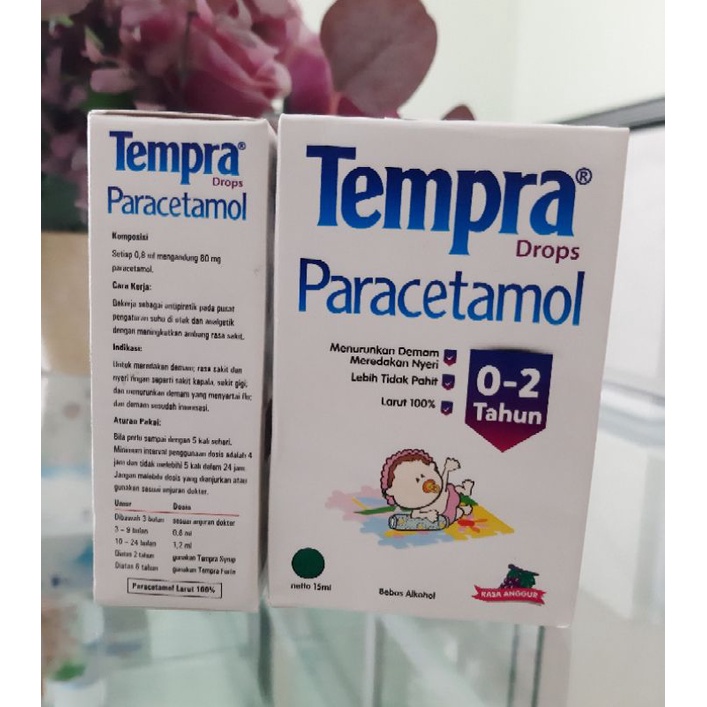 Tempra®
Drops
Paracetamol
Komposisi
Setiap 0,8 ml mengandung 80 mg
paracetamol.
Cara Kerja:
Bekerja sebagai antipiretik pada pusat
pengaturan suhu di otak dan analgetik
dengan meningkatkan ambang rasa sakit.
Indikasi:
Untuk meredakan demam, rasa sakit dan
nyeri ringan seperti sakit kepala, sakit gigi,
dan menurunkan demam yang menyertai flu
dan demam sesudah imunisasi.
Aturan Pakai:
Bila perlu sampai dengan 5 kali sehari.
Minimum interval penggunaan dosis adalah 4
jam dan tidak melebihi 5 kali dalam 24 jam.
Jangan melebihi dosis yang dianjurkan atau
gunakan sesuai anjuran dokter.
Umur Dosis
Dibawah 3 bulan sesuai anjuran dokter
3 - 9 bulan 0,8 ml
10 - 24 bulan 1,2 ml
Diatas 2 tahun gunakan Tempra Syrup
Diatas 6 tahun gunakan Tempra Forte
Paracetamol Larut 100%
Tempra®
Drops
Paracetamol
Menurunkan Demam
Meredakan Nyeri
Lebih Tidak Pahit
Larut 100%
0-2
Tahun
netto 15ml
Bebas Alkohol
RASA ANGGUR